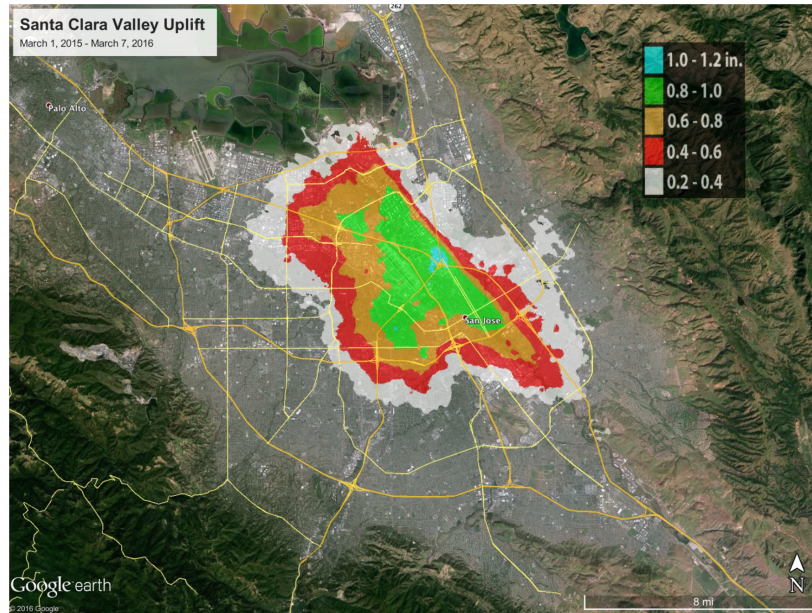 Santa Clara Valley Uplift
March 1, 2015 - March 7, 2016
262
1.0 - 1.2 in.
0.8 - 1.0
0.6 - 0.8
0.4 - 0.6
0.2 - 0.4
Palo Alto
San Jose
Google earth
© 2016 Google
8 mi
N